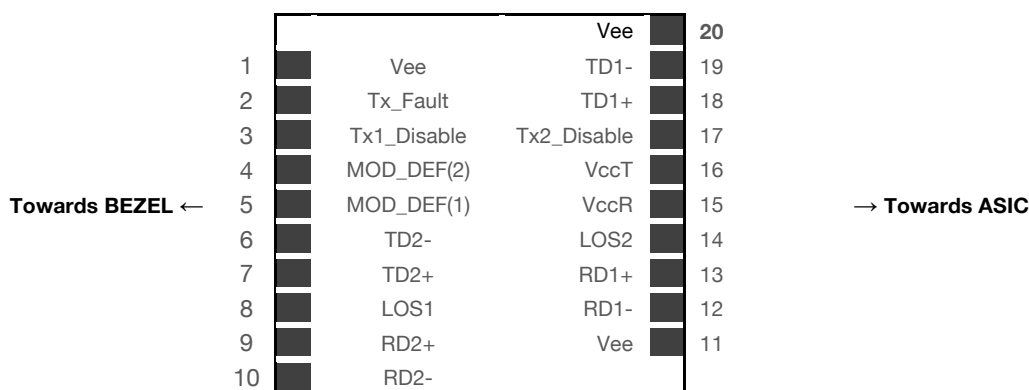 Vee 20
1 Vee TD1- 19
2 Tx_Fault TD1+ 18
3 Tx1_Disable Tx2_Disable 17
4 MOD_DEF(2) VccT 16
Towards BEZEL ← 5 MOD_DEF(1) VccR 15 → Towards ASIC
6 TD2- LOS2 14
7 TD2+ RD1+ 13
8 LOS1 RD1- 12
9 RD2+ Vee 11
10 RD2-